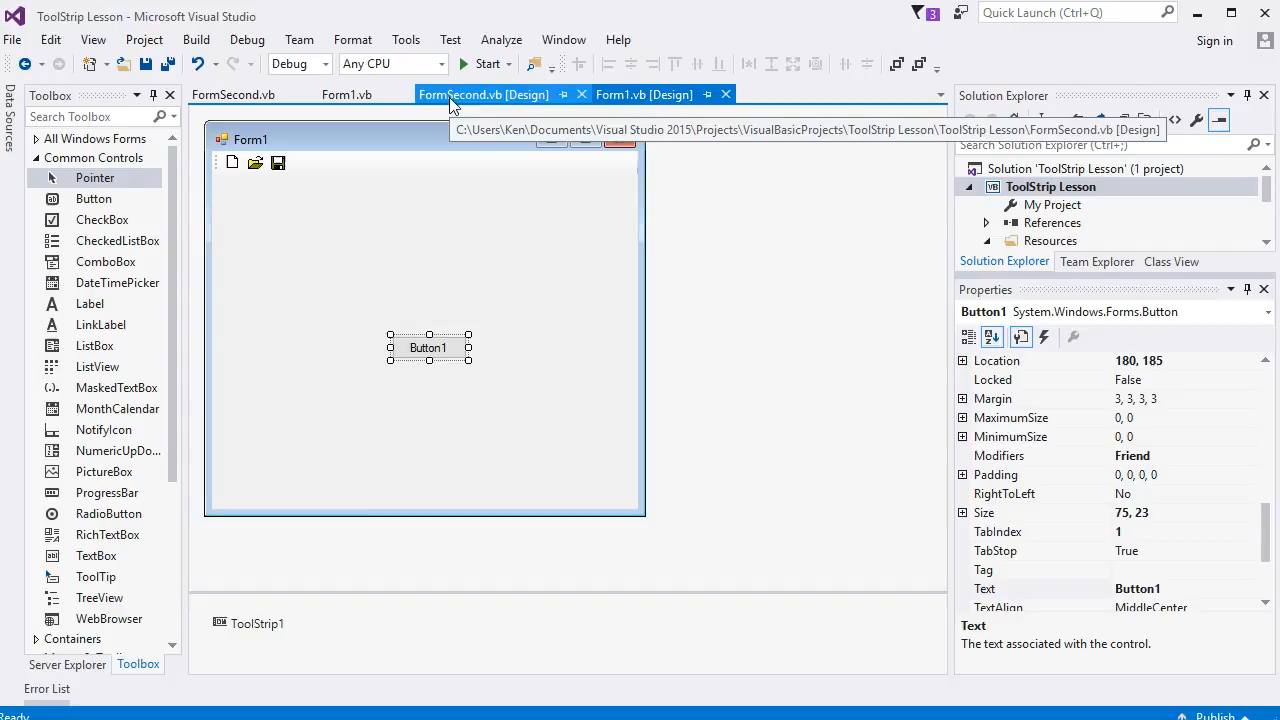 ToolStrip Lesson - Microsoft Visual Studio
3
Quick Launch (Ctrl+Q)
File Edit View Project Build Debug Team Format Tools Test Analyze Window Help
Sign in
Debug Any CPU Start
Data Sources
Toolbox
Search Toolbox
All Windows Forms
Common Controls
Pointer
Button
CheckBox
CheckedListBox
ComboBox
DateTimePicker
Label
LinkLabel
ListBox
ListView
MaskedTextBox
MonthCalendar
NotifyIcon
NumericUpDo...
PictureBox
ProgressBar
RadioButton
RichTextBox
TextBox
ToolTip
TreeView
WebBrowser
Containers
Server Explorer Toolbox
Error List
FormSecond.vb Form1.vb FormSecond.vb [Design] Form1.vb [Design]
C:\Users\Ken\Documents\Visual Studio 2015\Projects\VisualBasicProjects\ToolStrip Lesson\ToolStrip Lesson\FormSecond.vb [Design]
Form1
Button1
ToolStrip1
Solution Explorer
Search Solution Explorer (Ctrl+;)
Solution 'ToolStrip Lesson' (1 project)
VB ToolStrip Lesson
My Project
References
Resources
Solution Explorer Team Explorer Class View
Properties
Button1 System.Windows.Forms.Button
Location 180, 185
Locked False
Margin 3, 3, 3, 3
MaximumSize 0, 0
MinimumSize 0, 0
Modifiers Friend
Padding 0, 0, 0, 0
RightToLeft No
Size 75, 23
TabIndex 1
TabStop True
Tag
Text Button1
TextAlign MiddleCenter
Text
The text associated with the control.
Ready
Publish